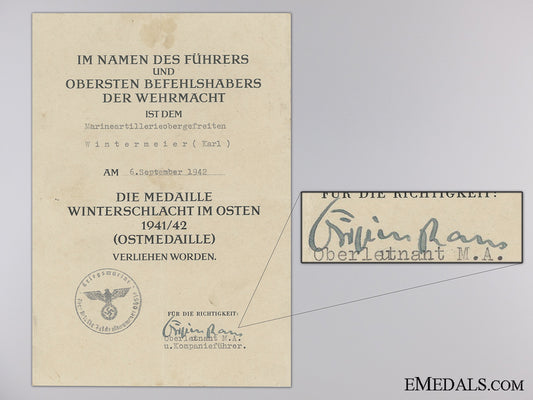 IM NAMEN DES FÜHRERS
UND
OBERSTEN BEFEHLSHABERS
DER WEHRMACHT
IST DEM
Marineartillerieobergefreiten
Wintermeier (Karl)
AM 6.September 1942
DIE MEDAILLE
WINTERSCHLACHT IM OSTEN
1941/42
(OSTMEDAILLE)
VERLIEHEN WORDEN.
Kriegsmarine
FÜR DIE RICHTIGKEIT:
Oberleutnant M.A.
u.Kompanieführer.
FÜR DIE RICHTIGKEIT:
Oberleutnant M.A.
EMEDALS.COM